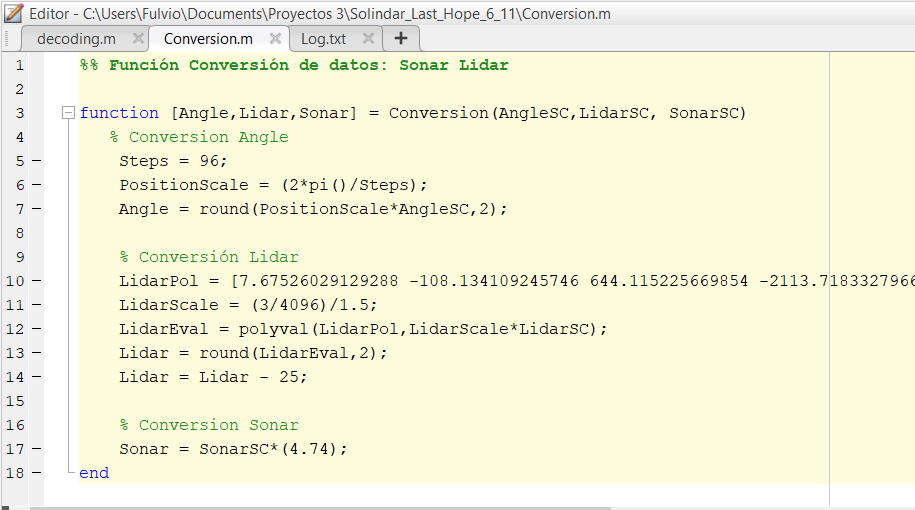 Editor - C:\Users\Fulvio\Documents\Proyectos 3\Solindar_Last_Hope_6_11\Conversion.m
decoding.m Conversion.m Log.txt
1 %% Función Conversión de datos: Sonar Lidar
2
3 function [Angle,Lidar,Sonar] = Conversion(AngleSC,LidarSC, SonarSC)
4 % Conversion Angle
5 Steps = 96;
6 PositionScale = (2*pi()/Steps);
7 Angle = round(PositionScale*AngleSC,2);
8
9 % Conversión Lidar
10 LidarPol = [7.67526029129288 -108.134109245746 644.115225669854 -2113.7183327966
11 LidarScale = (3/4096)/1.5;
12 LidarEval = polyval(LidarPol,LidarScale*LidarSC);
13 Lidar = round(LidarEval,2);
14 Lidar = Lidar - 25;
15
16 % Conversion Sonar
17 Sonar = SonarSC*(4.74);
18 end